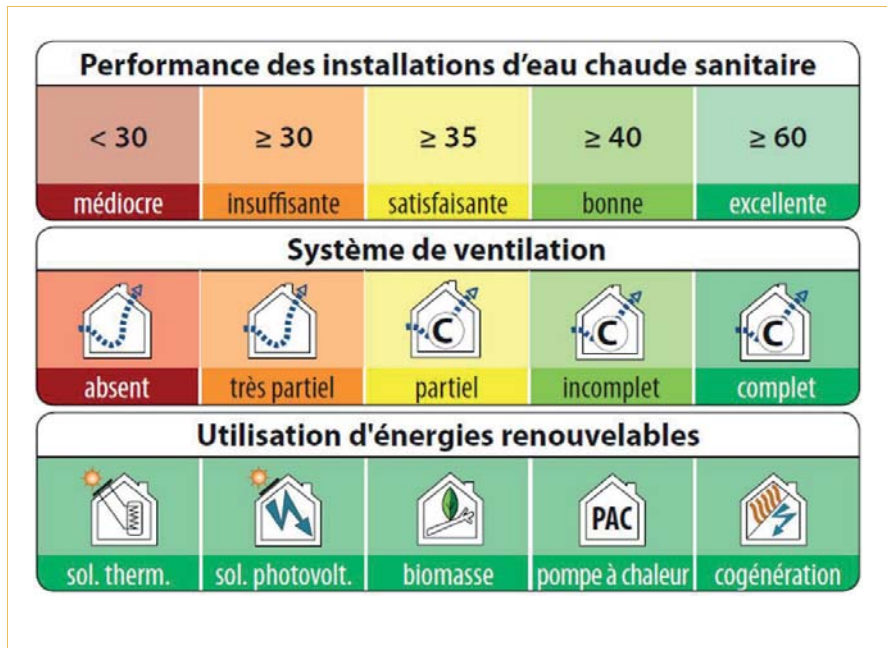 Performance des installations d’eau chaude sanitaire
< 30 ≥ 30 ≥ 35 ≥ 40 ≥ 60
médiocre insuffisante satisfaisante bonne excellente
Système de ventilation
C C C
absent très partiel partiel incomplet complet
Utilisation d'énergies renouvelables
PAC
sol. therm. sol. photovolt. biomasse pompe à chaleur cogénération